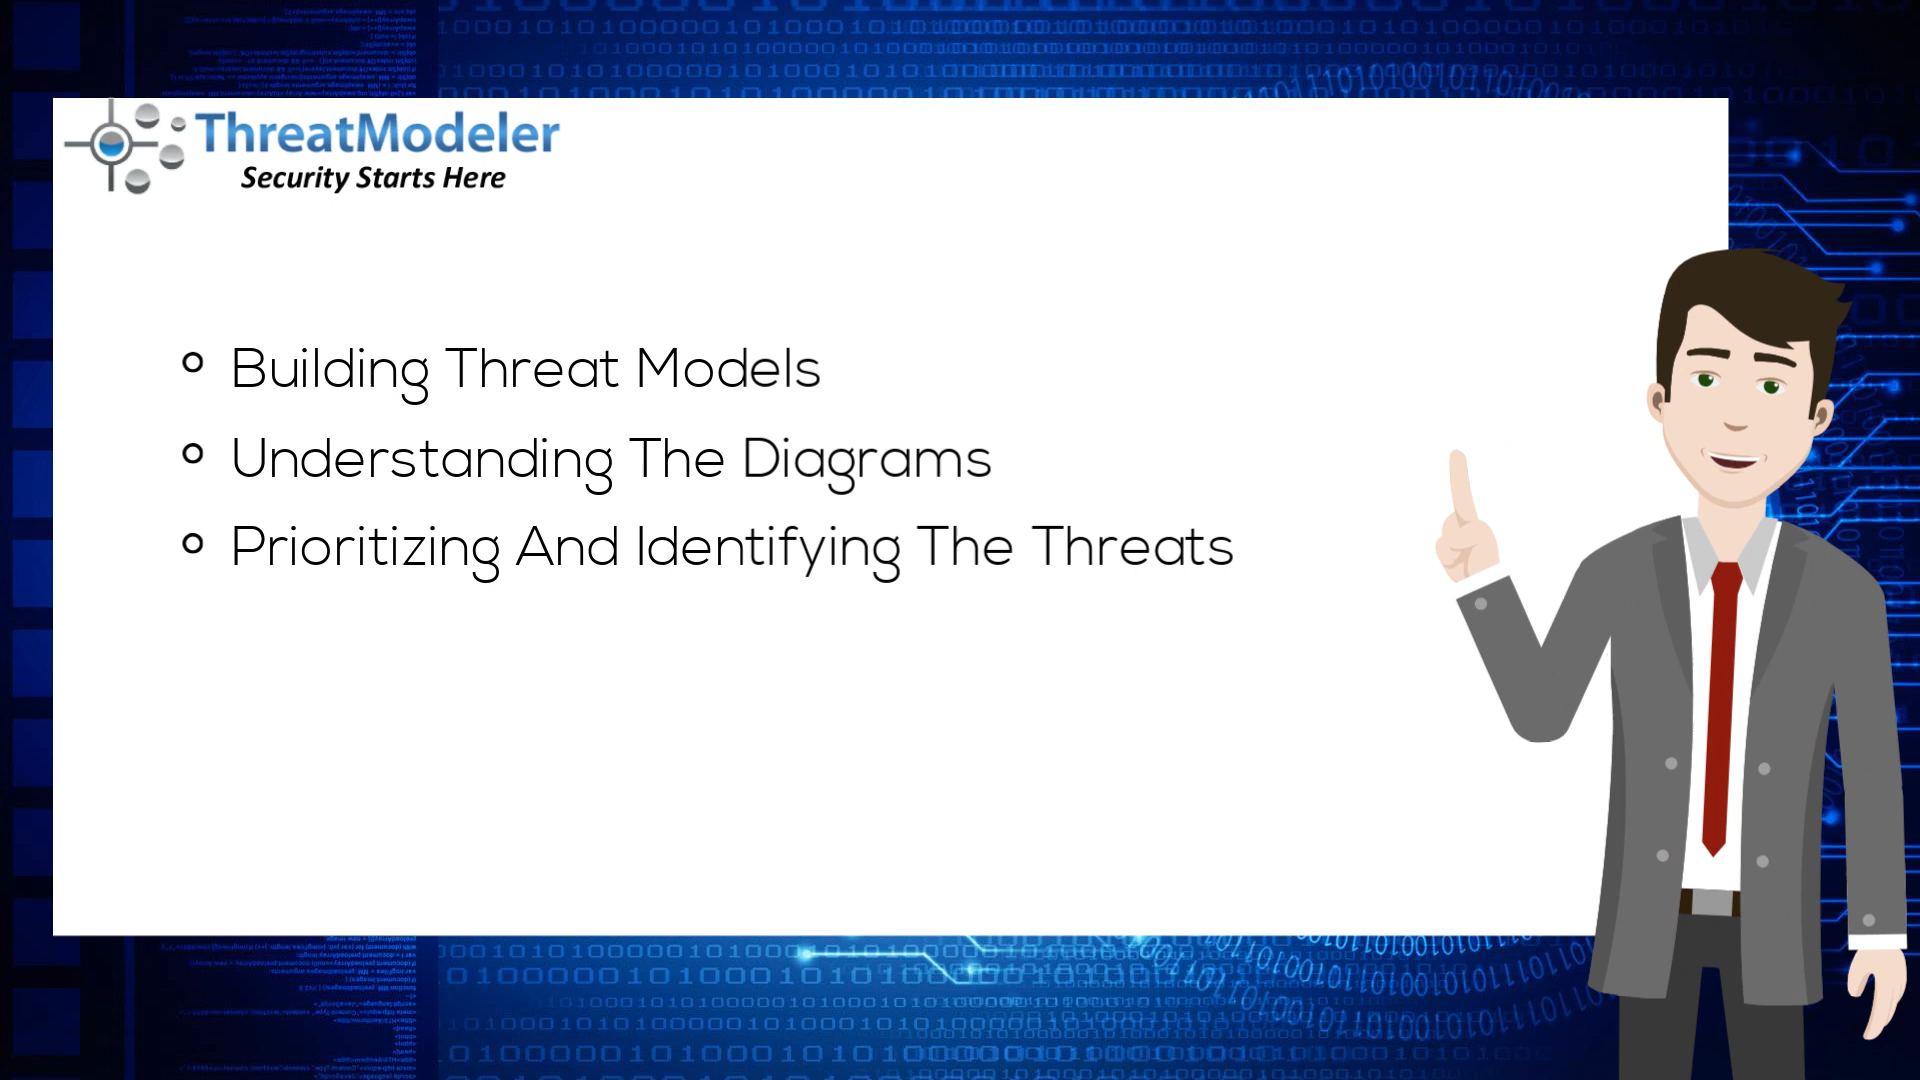 ThreatModeler
Security Starts Here
Building Threat Models
Understanding The Diagrams
Prioritizing And Identifying The Threats